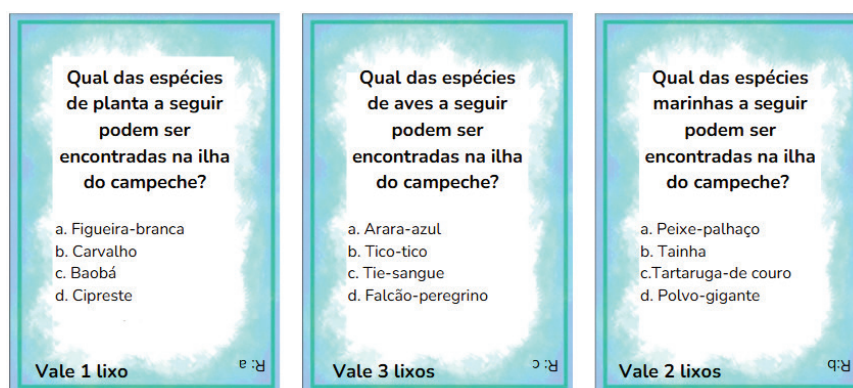 Qual das espécies
de planta a seguir
podem ser
encontradas na ilha
do campeche?
a. Figueira-branca
b. Carvalho
c. Baobá
d. Cipreste
Vale 1 lixo
R: a
Qual das espécies
de aves a seguir
podem ser
encontradas na ilha
do campeche?
a. Arara-azul
b. Tico-tico
c. Tie-sangue
d. Falcão-peregrino
Vale 3 lixos
R: c
Qual das espécies
marinhas a seguir
podem ser
encontradas na ilha
do campeche?
a. Peixe-palhaço
b. Tainha
c.Tartaruga-de couro
d. Polvo-gigante
Vale 2 lixos
R:b